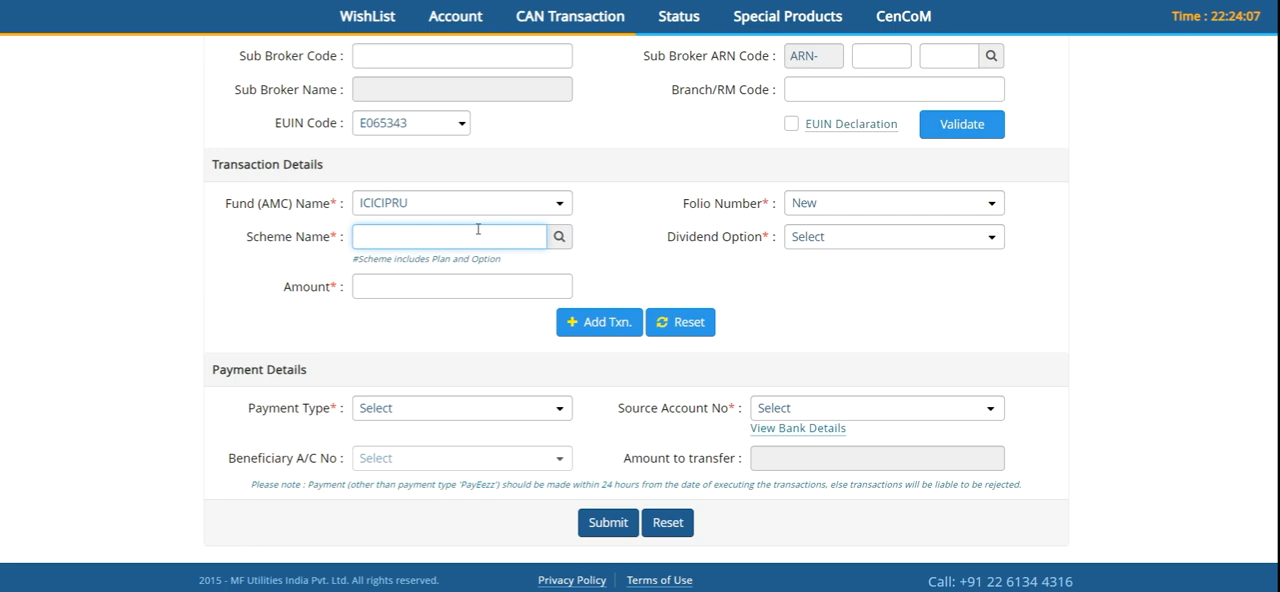 WishList Account CAN Transaction Status Special Products CenCoM Time : 22:24:07
Sub Broker Code : Sub Broker ARN Code : ARN-
Sub Broker Name : Branch/RM Code :
EUIN Code : E065343 EUIN Declaration Validate
Transaction Details
Fund (AMC) Name* : ICICIPRU Folio Number* : New
Scheme Name* : Dividend Option* : Select
#Scheme includes Plan and Option
Amount* :
+ Add Txn. Reset
Payment Details
Payment Type* : Select Source Account No* : Select
View Bank Details
Beneficiary A/C No : Select Amount to transfer :
Please note : Payment (other than payment type 'PayEezz') should be made within 24 hours from the date of executing the transactions, else transactions will be liable to be rejected.
Submit Reset
2015 - MF Utilities India Pvt. Ltd. All rights reserved. Privacy Policy Terms of Use Call: +91 22 6134 4316